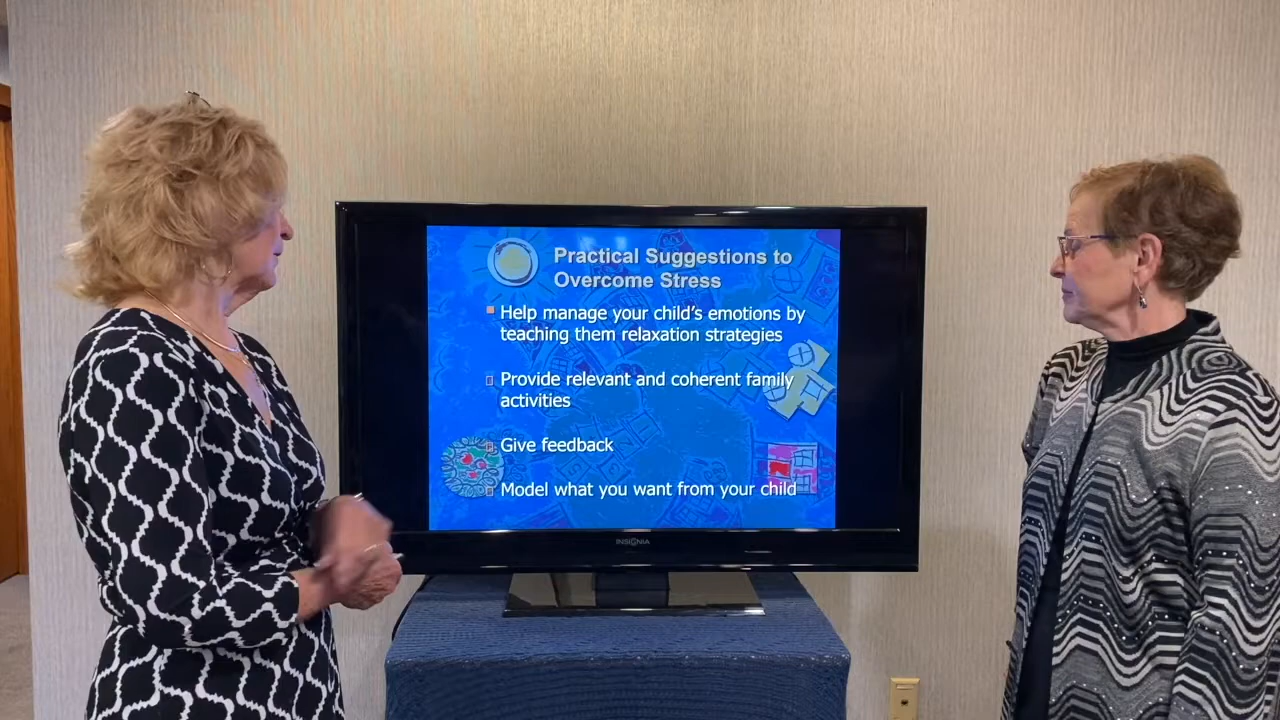 Practical Suggestions to
Overcome Stress
Help manage your child's emotions by
teaching them relaxation strategies
Provide relevant and coherent family
activities
Give feedback
Model what you want from your child
INSIGNIA